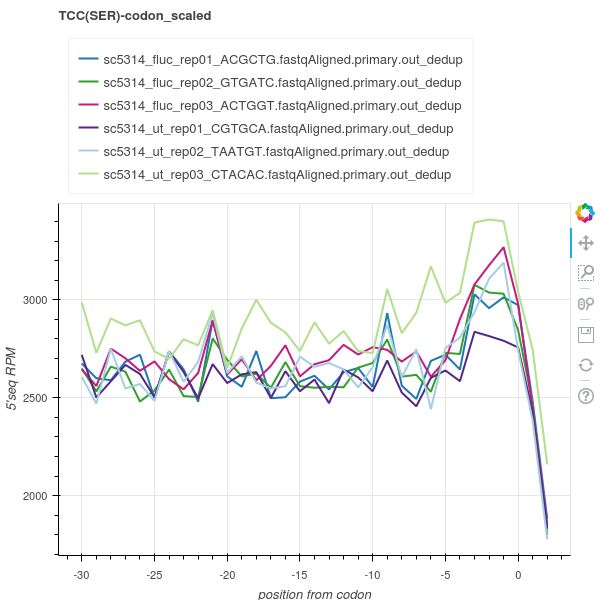 TCC(SER)-codon_scaled
sc5314_fluc_rep01_ACGCTG.fastqAligned.primary.out_dedup
sc5314_fluc_rep02_GTGATC.fastqAligned.primary.out_dedup
sc5314_fluc_rep03_ACTGGT.fastqAligned.primary.out_dedup
sc5314_ut_rep01_CGTGCA.fastqAligned.primary.out_dedup
sc5314_ut_rep02_TAATGT.fastqAligned.primary.out_dedup
sc5314_ut_rep03_CTACAC.fastqAligned.primary.out_dedup
5'seq RPM
3000
2500
2000
-30 -25 -20 -15 -10 -5 0
position from codon